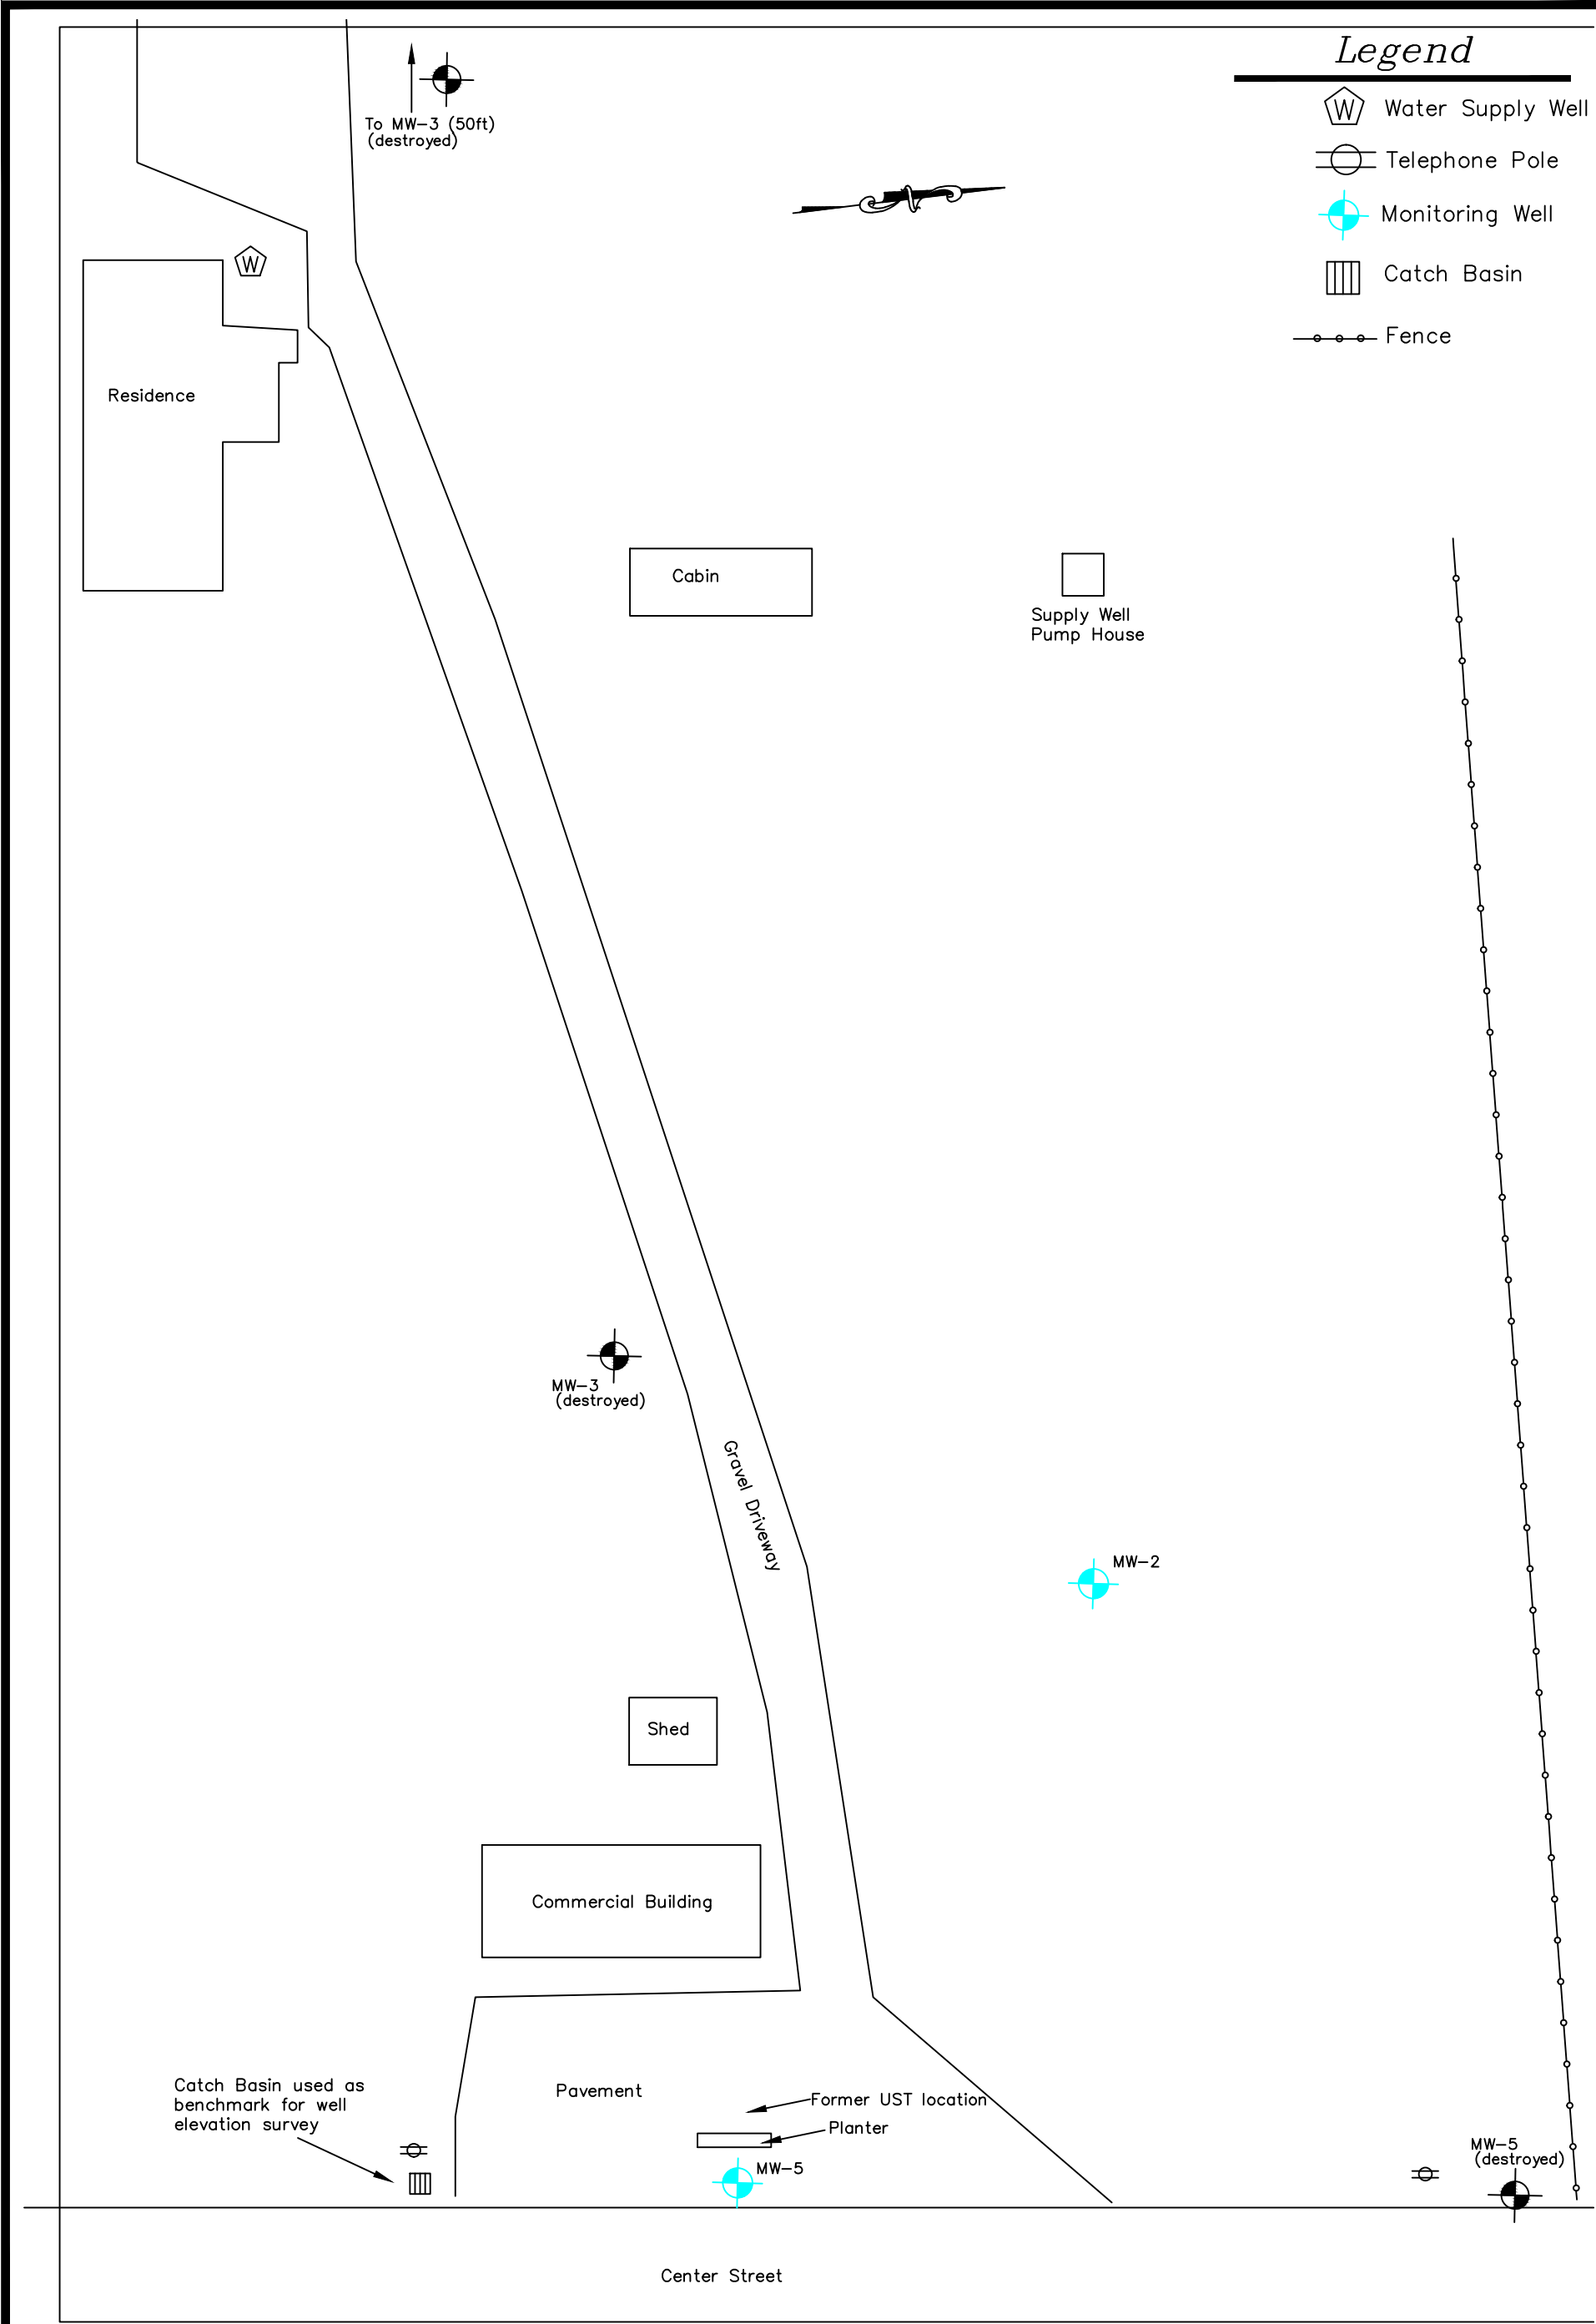 Legend
W Water Supply Well
Telephone Pole
Monitoring Well
Catch Basin
Fence
To MW-3 (50ft)
(destroyed)
N
W
Residence
Cabin
Supply Well
Pump House
MW-3
(destroyed)
Gravel Driveway
MW-2
Shed
Commercial Building
Catch Basin used as
benchmark for well
elevation survey
Pavement
Former UST location
Planter
MW-5
MW-5
(destroyed)
Center Street